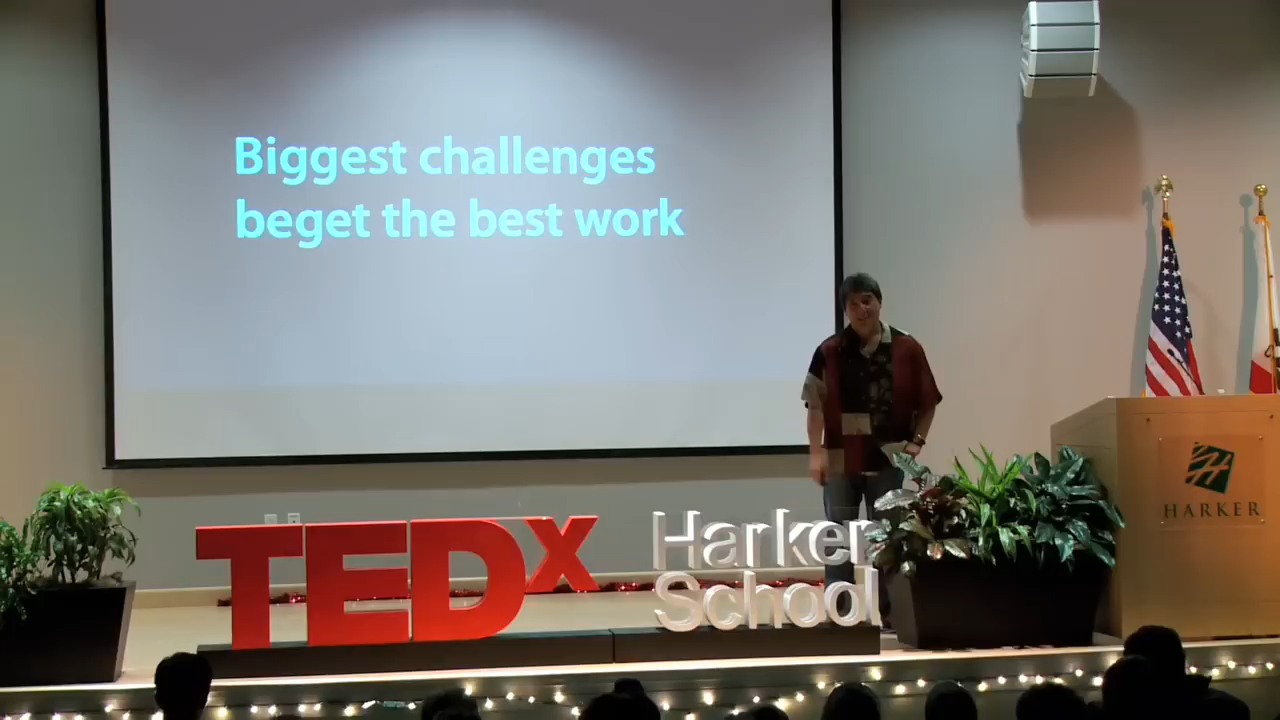 Biggest challenges
beget the best work
TEDx
Harker
School
HARKER